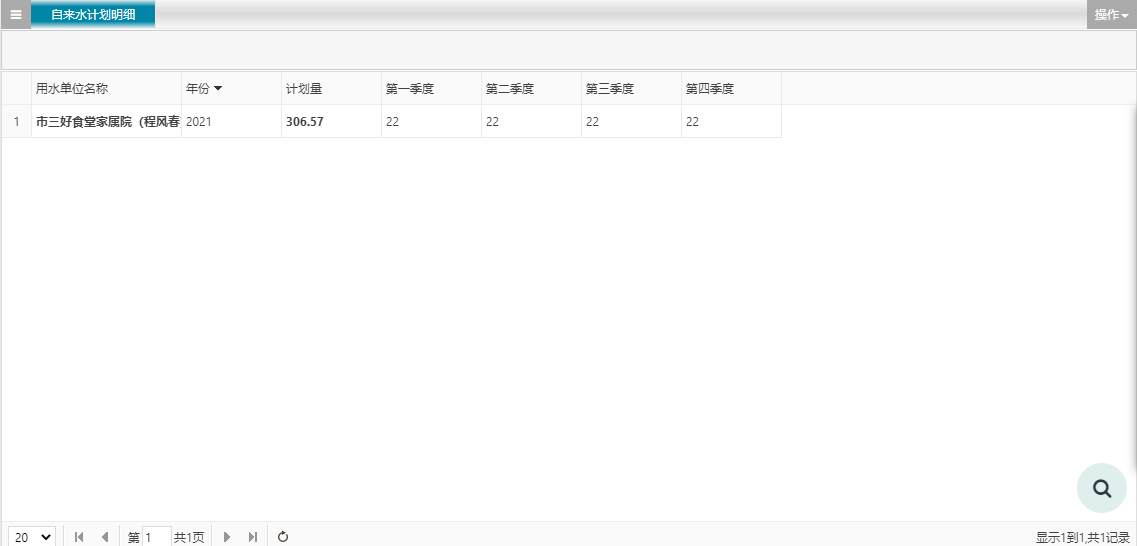 自来水计划明细
操作
用水单位名称 年份 计划量 第一季度 第二季度 第三季度 第四季度
1 市三好食堂家属院（程风春 2021 306.57 22 22 22 22
20 第 1 共1页 显示1到1,共1记录